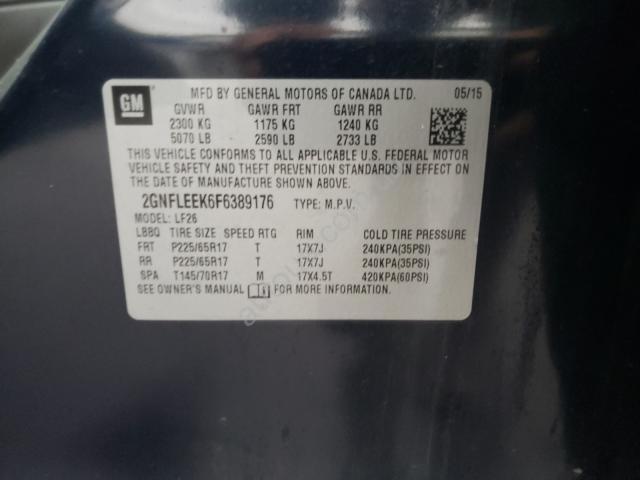 GM
MFD BY GENERAL MOTORS OF CANADA LTD. 05/15
GVWR GAWR FRT GAWR RR
2300 KG 1175 KG 1240 KG
5070 LB 2590 LB 2733 LB
THIS VEHICLE CONFORMS TO ALL APPLICABLE U.S. FEDERAL MOTOR
VEHICLE SAFETY AND THEFT PREVENTION STANDARDS IN EFFECT ON THE
DATE OF MANUFACTURE SHOWN ABOVE.
2GNFLEEK6F6389176 TYPE: M.P.V.
MODEL: LF26
LBBQ TIRE SIZE SPEED RTG RIM COLD TIRE PRESSURE
FRT P225/65R17 T 17X7J 240KPA(35PSI)
RR P225/65R17 T 17X7J 240KPA(35PSI)
SPA T145/70R17 M 17X4.5T 420KPA(60PSI)
SEE OWNER'S MANUAL FOR MORE INFORMATION.